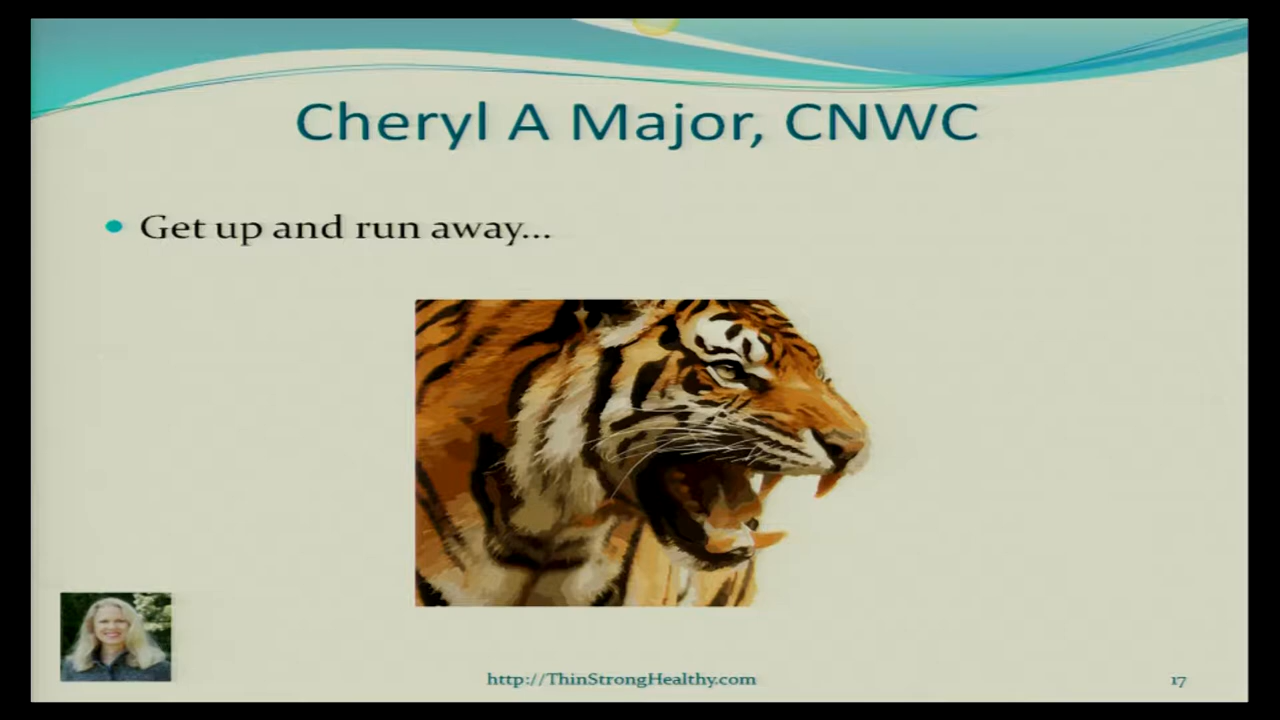 Cheryl A Major, CNWC
Get up and run away...
http://ThinStrongHealthy.com
17